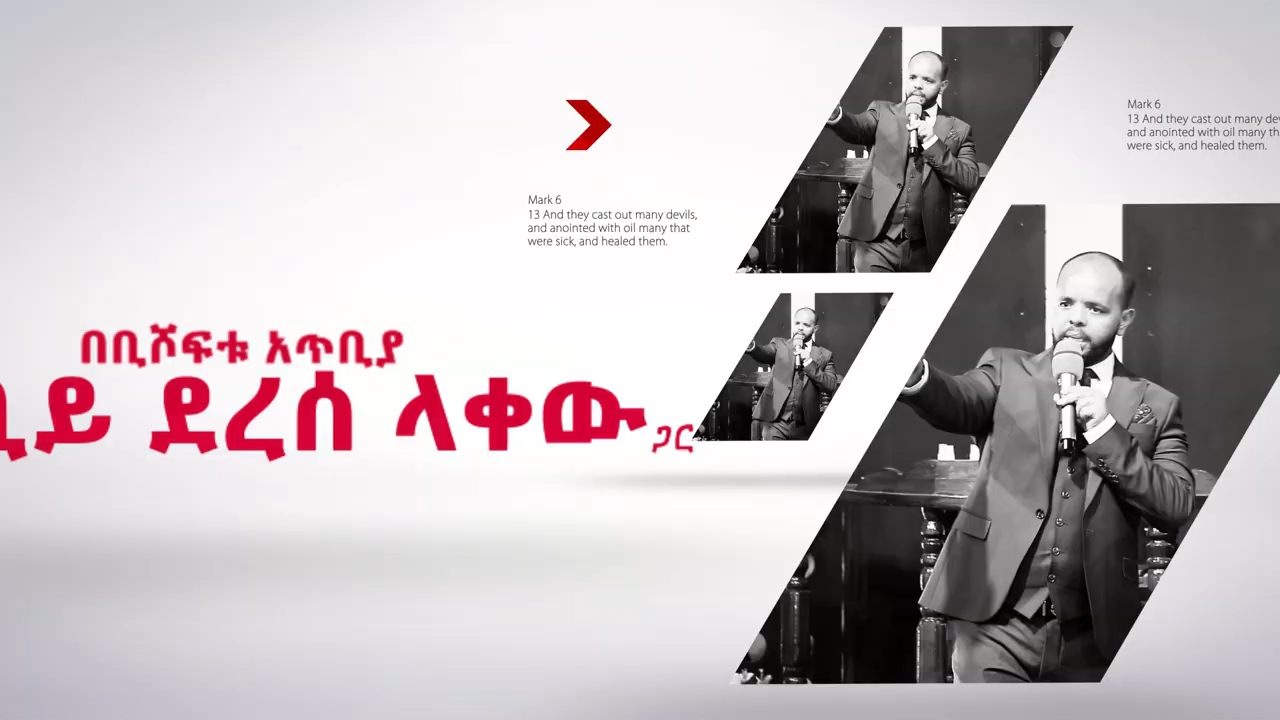 Mark 6
13 And they cast out many devils,
and anointed with oil many that
were sick, and healed them.
በቢሾፍቱ አጥቢያ
ደረሰ ላቀው
ጋር
Mark 6
13 And they cast out many
and anointed with oil many
were sick, and healed them.